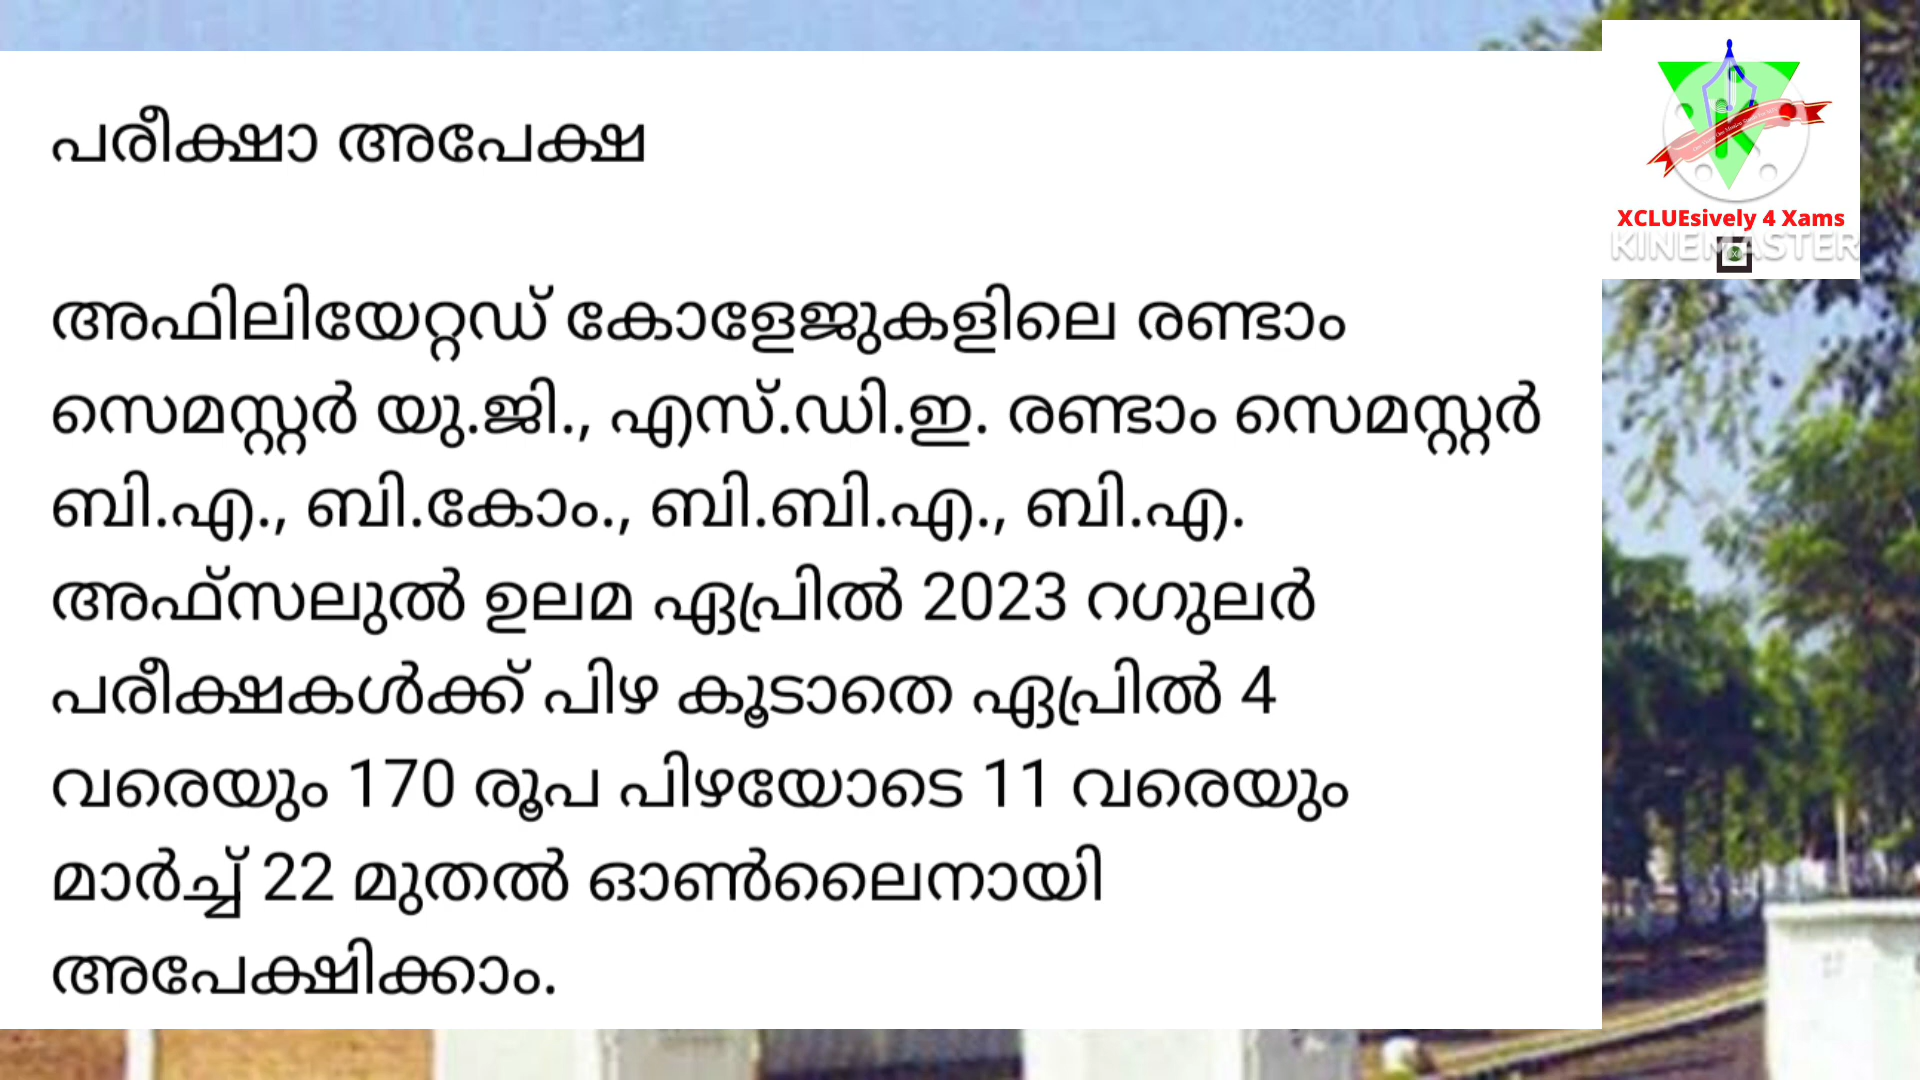 പരീക്ഷാ അപേക്ഷ
അഫിലിയേറ്റഡ് കോളേജുകളിലെ രണ്ടാം
സെമസ്റ്റർ യു.ജി., എസ്.ഡി.ഇ. രണ്ടാം സെമസ്റ്റർ
ബി.എ., ബി.കോം., ബി.ബി.എ., ബി.എ.
അഫ്സലുൽ ഉലമ ഏപ്രിൽ 2023 റഗുലർ
പരീക്ഷകൾക്ക് പിഴ കൂടാതെ ഏപ്രിൽ 4
വരെയും 170 രൂപ പിഴയോടെ 11 വരെയും
മാർച്ച് 22 മുതൽ ഓൺലൈനായി
അപേക്ഷിക്കാം.
XCLUEsively 4 Xams
KINEMASTER